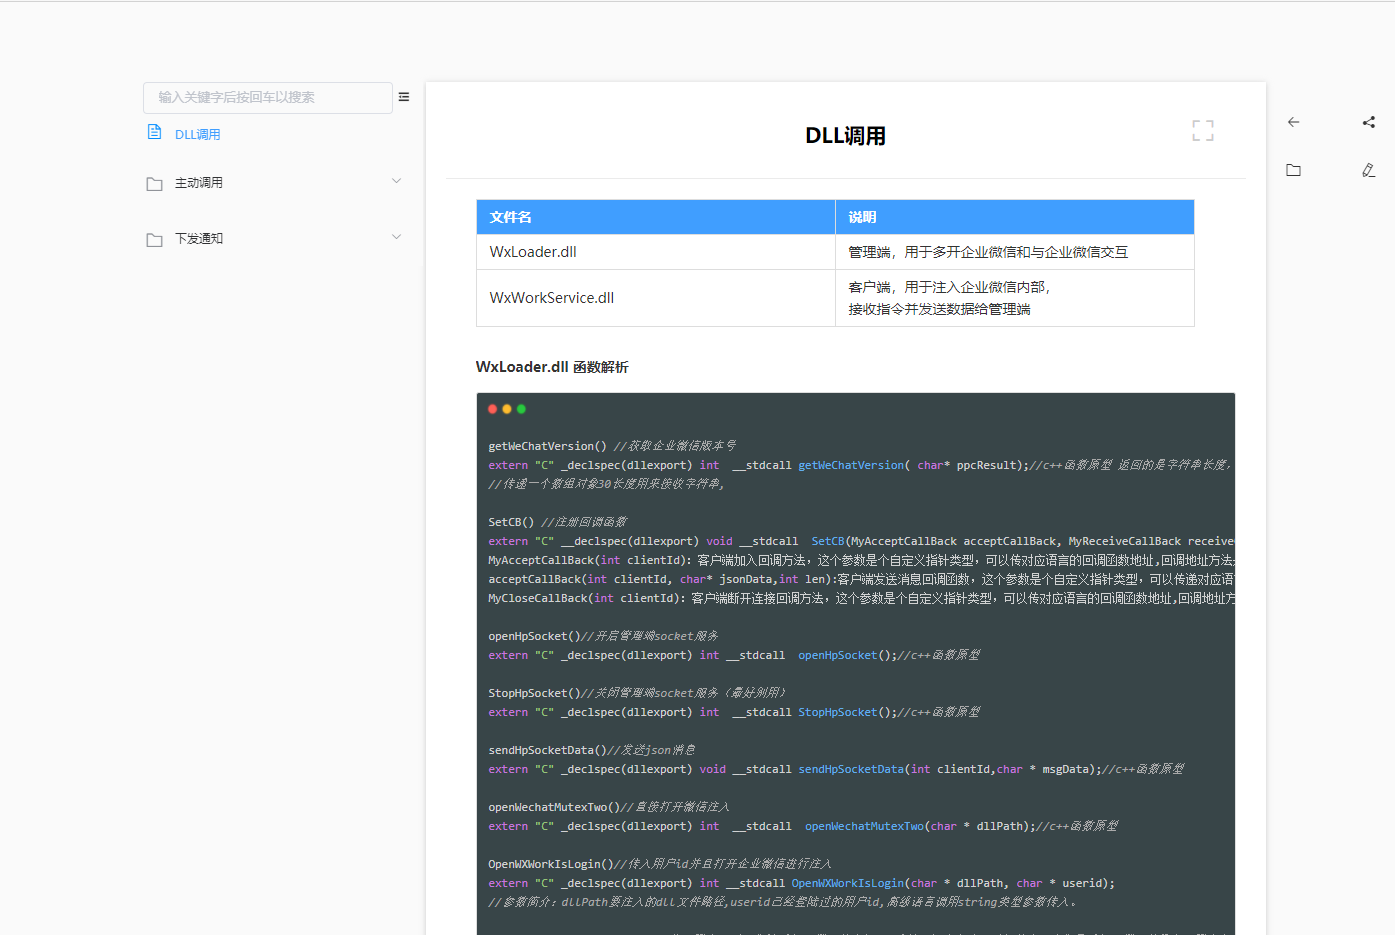 输入关键字后按回车以搜索
DLL调用
主动调用
下发通知
DLL调用
文件名 说明
WxLoader.dll 管理端，用于多开企业微信和与企业微信交互
WxWorkService.dll 客户端，用于注入企业微信内部，
接收指令并发送数据给管理端
WxLoader.dll 函数解析
getWeChatVersion() //获取企业微信版本号
extern "C" _declspec(dllexport) int  __stdcall getWeChatVersion( char* ppcResult);//c++函数原型 返回的是字符串长度，
//传递一个数组对象30长度用来接收字符串,
SetCB() //注册回调函数
extern "C" __declspec(dllexport) void __stdcall  SetCB(MyAcceptCallBack acceptCallBack, MyReceiveCallBack receive
MyAcceptCallBack(int clientId): 客户端加入回调方法，这个参数是个自定义指针类型，可以传对应语言的回调函数地址,回调地址方法
acceptCallBack(int clientId, char* jsonData,int len):客户端发送消息回调函数，这个参数是个自定义指针类型，可以传递对应语
MyCloseCallBack(int clientId): 客户端断开连接回调方法，这个参数是个自定义指针类型，可以传对应语言的回调函数地址,回调地址方
openHpSocket()//开启管理端socket服务
extern "C" _declspec(dllexport) int __stdcall  openHpSocket();//c++函数原型
StopHpSocket()//关闭管理端socket服务（最好别用）
extern "C" _declspec(dllexport) int  __stdcall StopHpSocket();//c++函数原型
sendHpSocketData()//发送json消息
extern "C" _declspec(dllexport) void __stdcall sendHpSocketData(int clientId,char * msgData);//c++函数原型
openWechatMutexTwo()//直接打开微信注入
extern "C" _declspec(dllexport) int  __stdcall  openWechatMutexTwo(char * dllPath);//c++函数原型
OpenWXWorkIsLogin()//传入用户id并且打开企业微信进行注入
extern "C" _declspec(dllexport) int __stdcall OpenWXWorkIsLogin(char * dllPath, char * userid);
//参数简介：dllPath要注入的dll文件路径,userid已经登陆过的用户id,高级语言调用string类型参数传入。